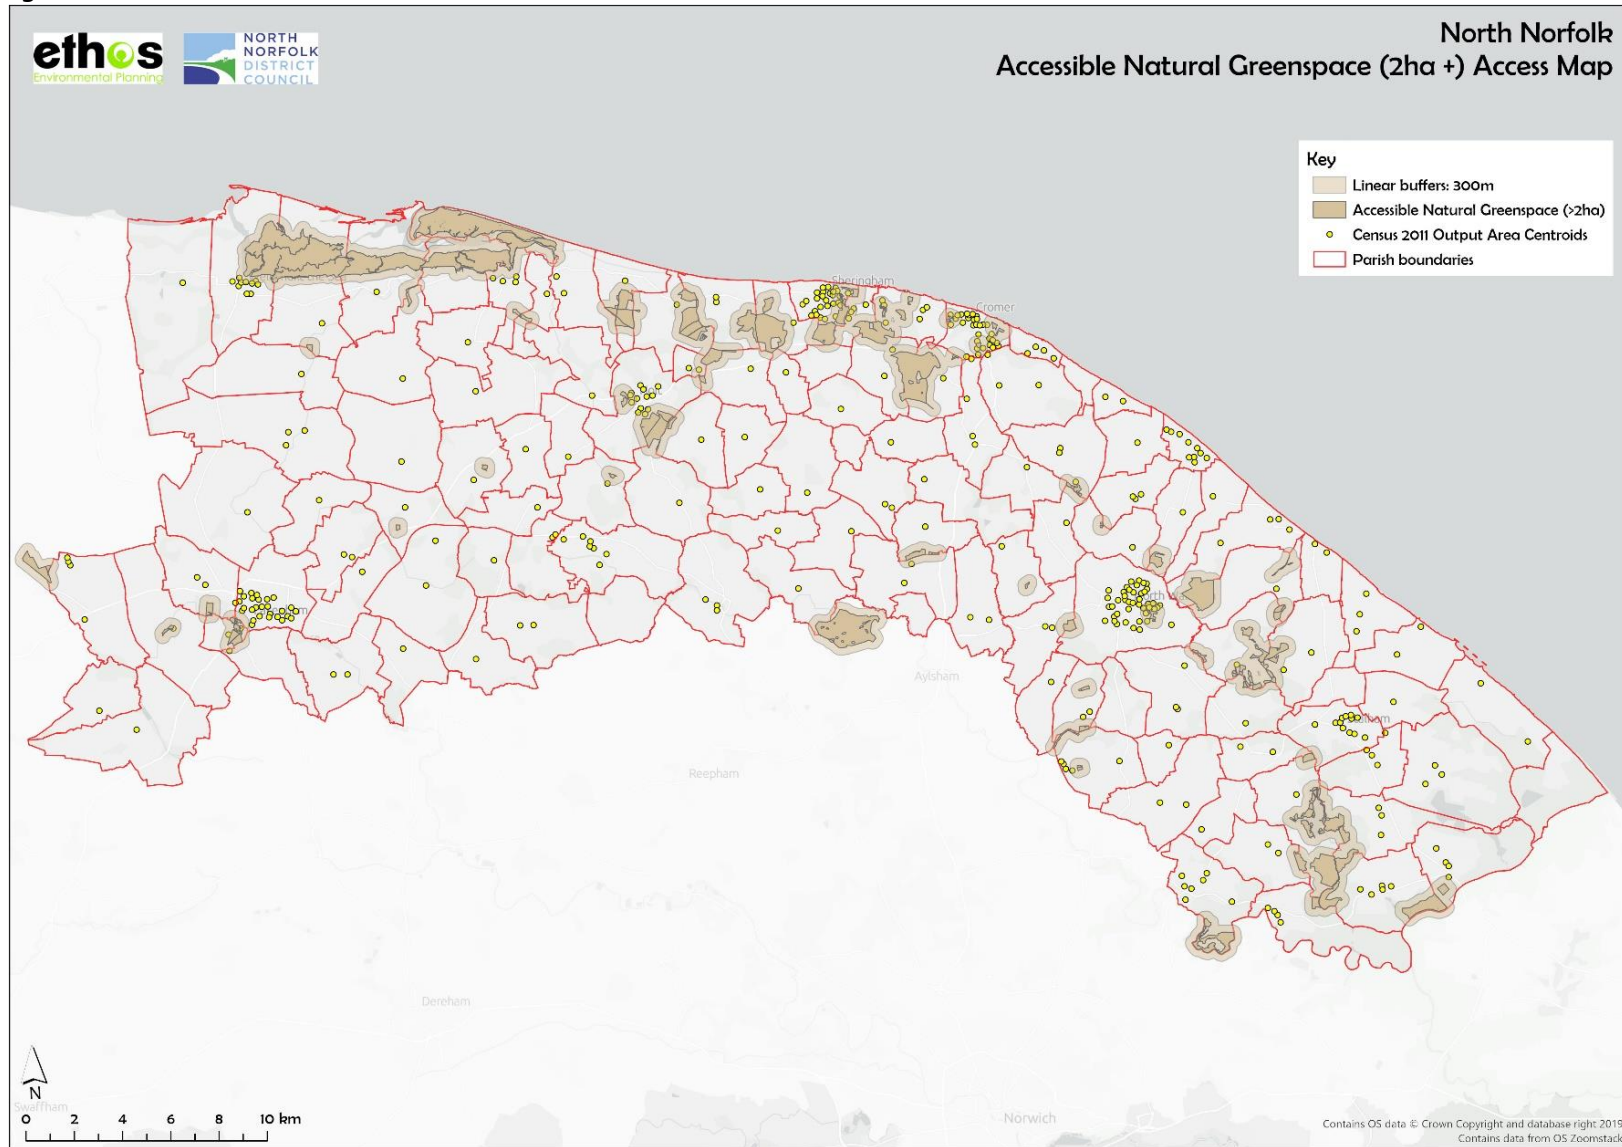 ethos
Environmental Planning
NORTH
NORFOLK
DISTRICT
COUNCIL
North Norfolk
Accessible Natural Greenspace (2ha +) Access Map
Key
Linear buffers: 300m
Accessible Natural Greenspace (>2ha)
Census 2011 Output Area Centroids
Parish boundaries
Sheringham
Cromer
Aylsham
Reepham
Dereham
Swaffham
Norwich
N
0 2 4 6 8 10 km
Contains OS data © Crown Copyright and database right
Contains data from OS Zoomstack